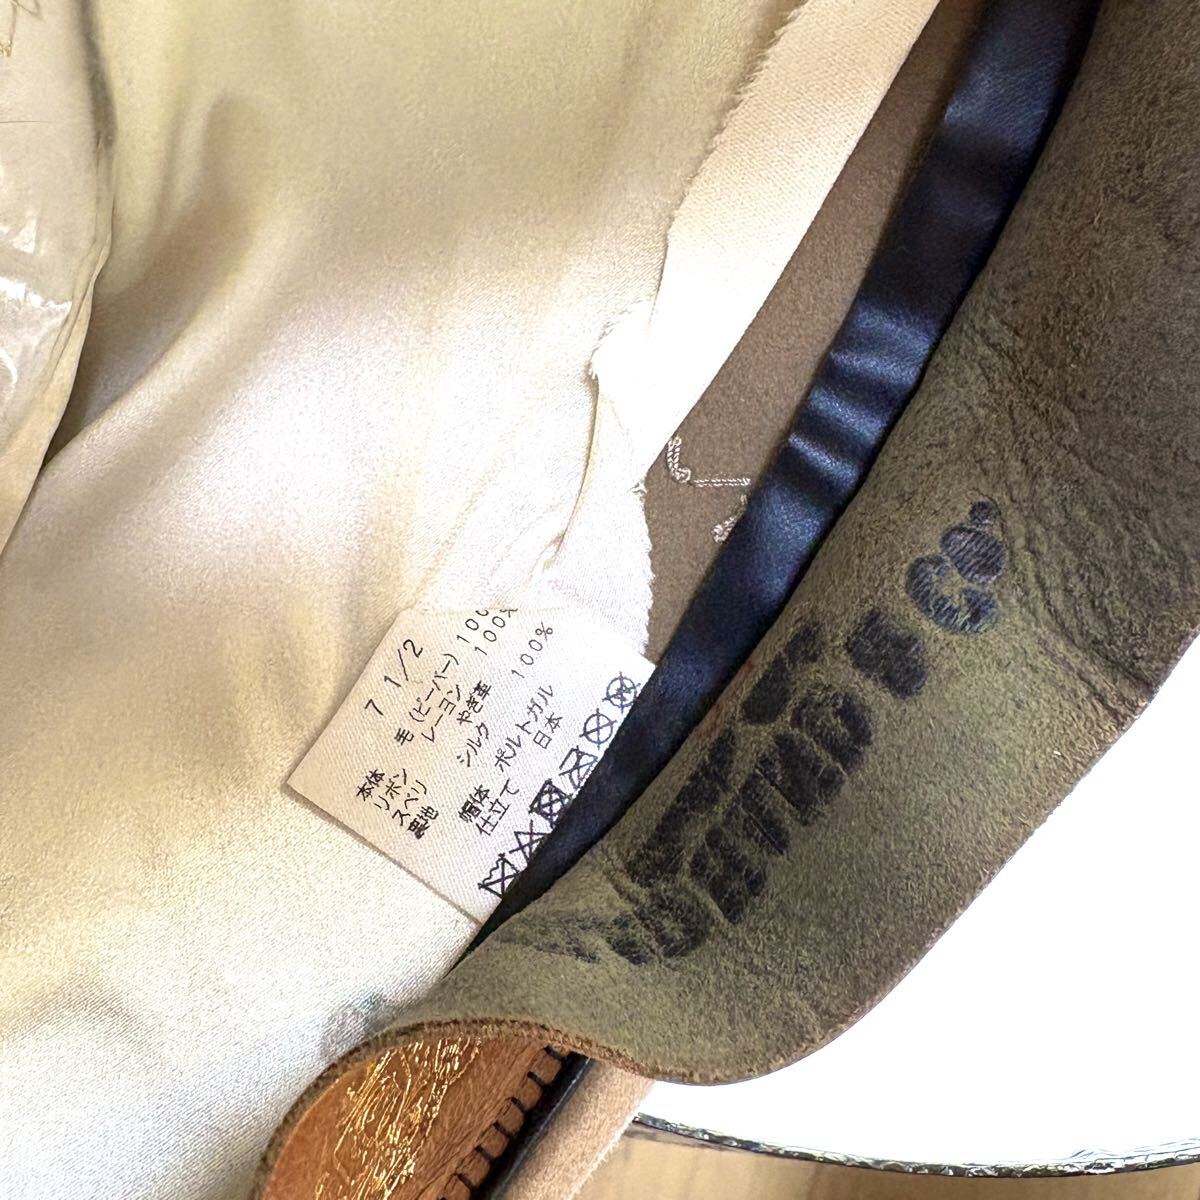 7 1/2
本体 毛(ビーバー) 100
リボン レーヨン 100%
スベリ やぎ革
裏地 シルク 100%
帽体 ポルトガル
仕立て 日本
Co